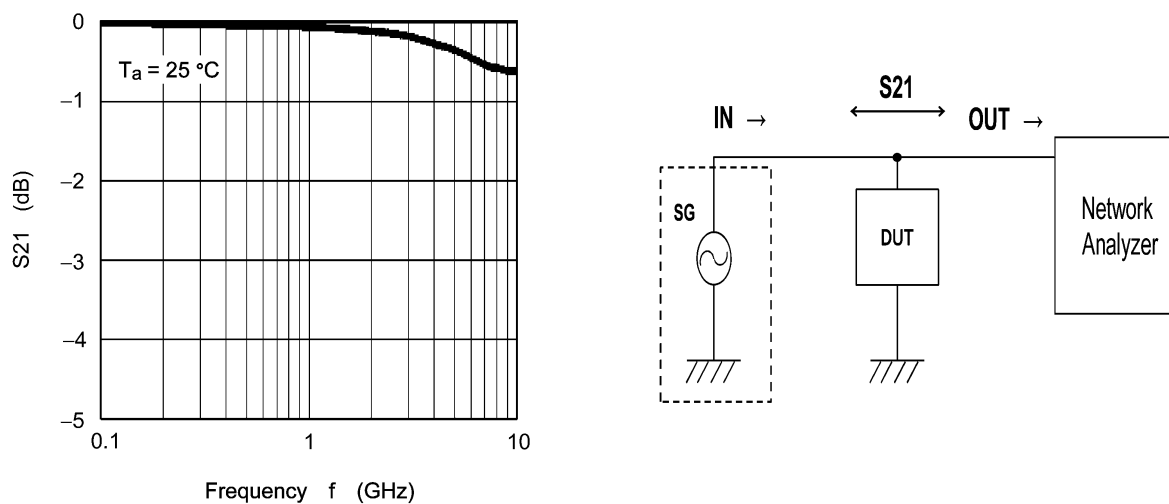 0
–1
–2
–3
–4
–5
S21 (dB)
Ta = 25 °C
0.1 1 10
Frequency f (GHz)
S21
IN → OUT →
SG
DUT
Network
Analyzer